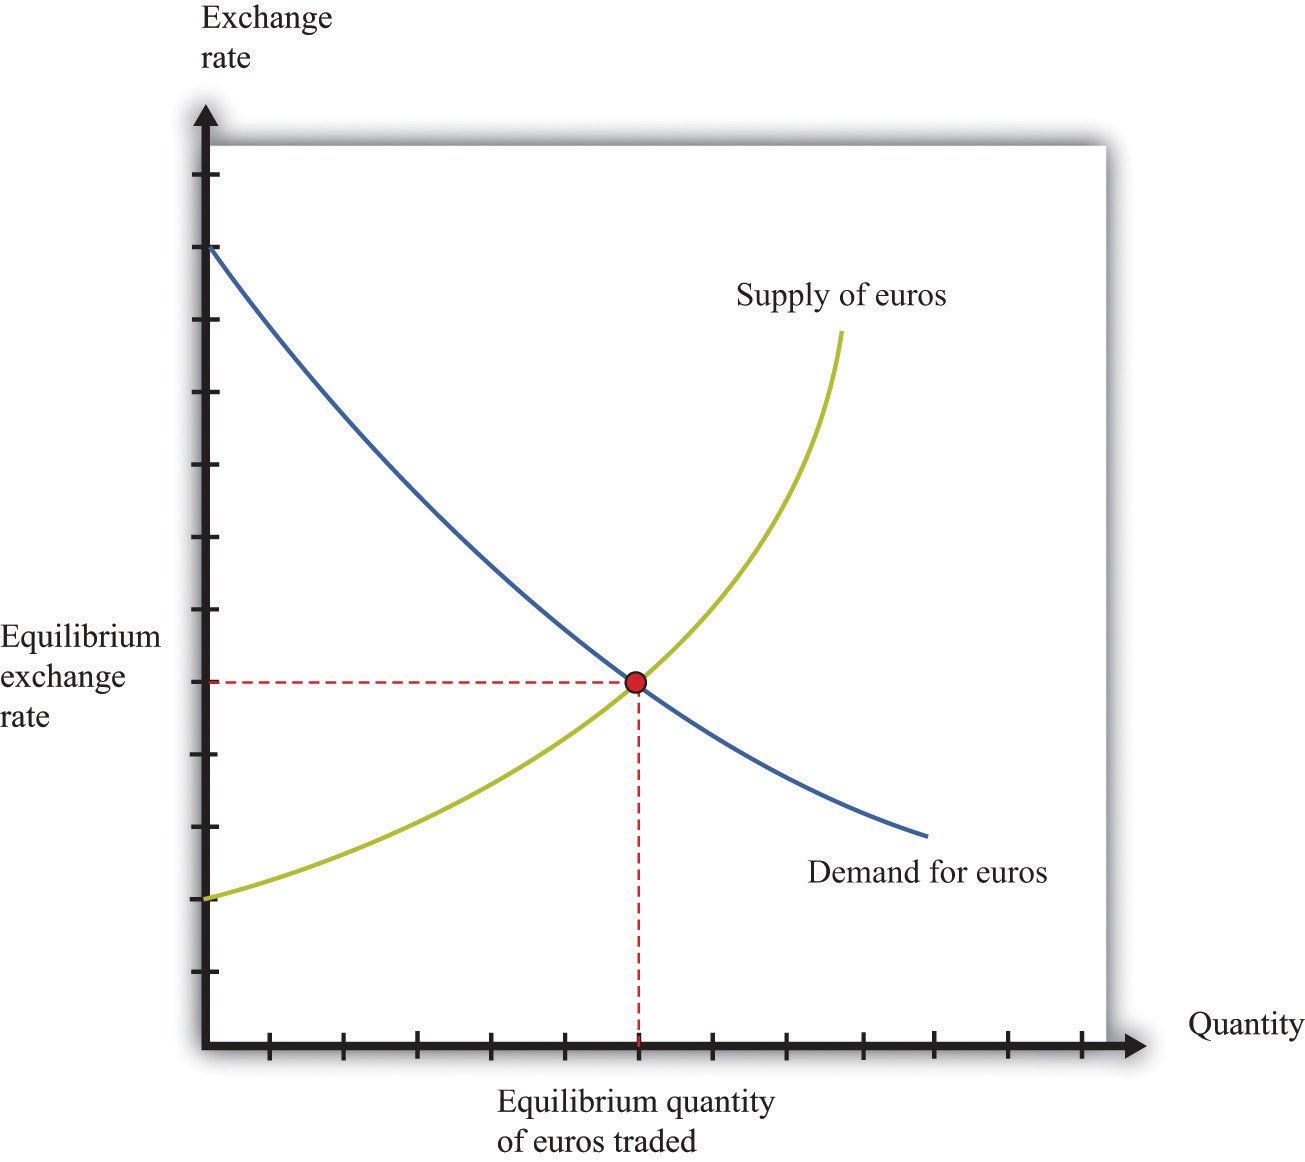 Exchange
rate
Supply of euros
Equilibrium
exchange
rate
Demand for euros
Quantity
Equilibrium quantity
of euros traded